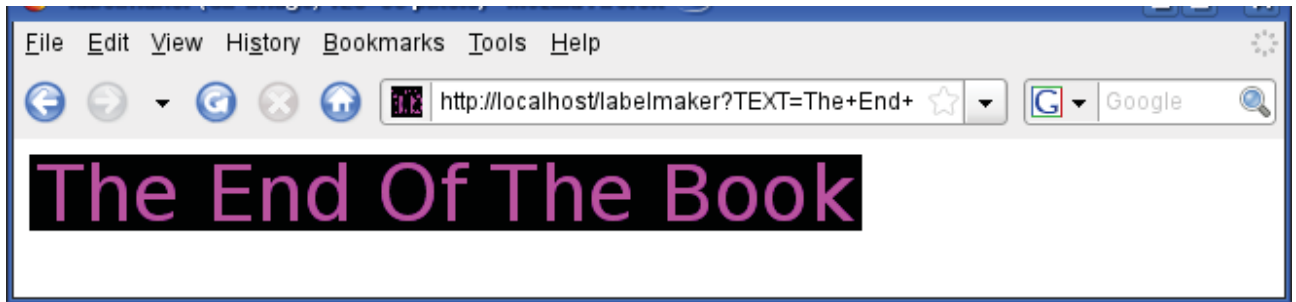 File Edit View History Bookmarks Tools Help
http://localhost/labelmaker?TEXT=The+End+ G Google
The End Of The Book